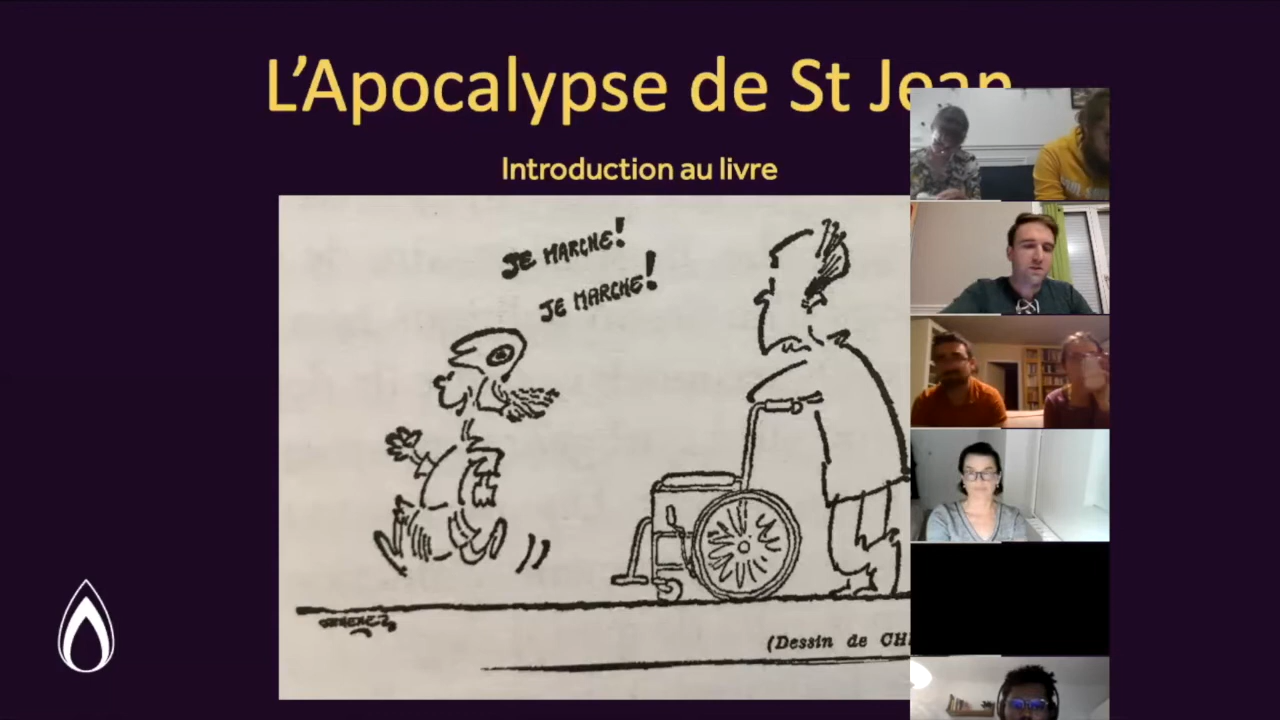 L'Apocalypse de St Jean
Introduction au livre
JE MARCHE!
JE MARCHE!
(Dessin de CH